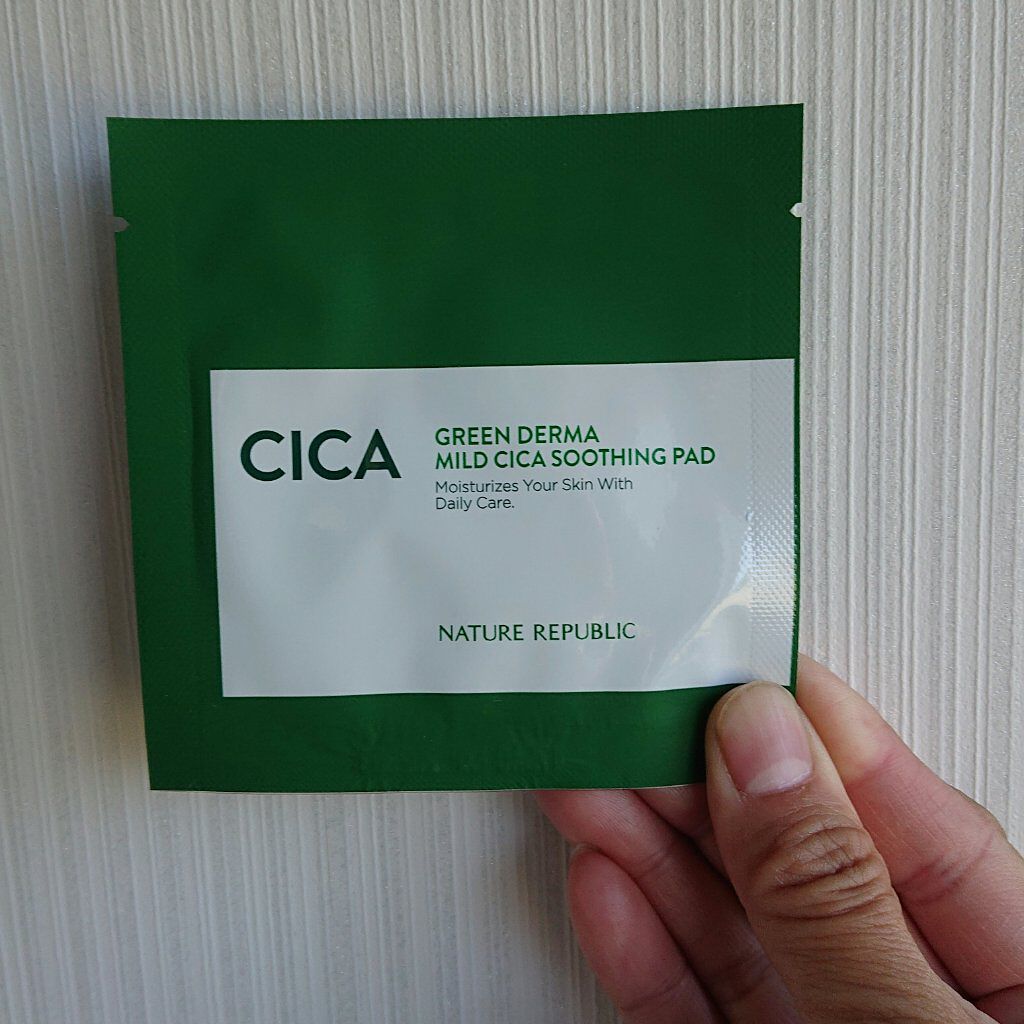 CICA
GREEN DERMA
MILD CICA SOOTHING PAD
Moisturizes Your Skin With
Daily Care.
NATURE REPUBLIC